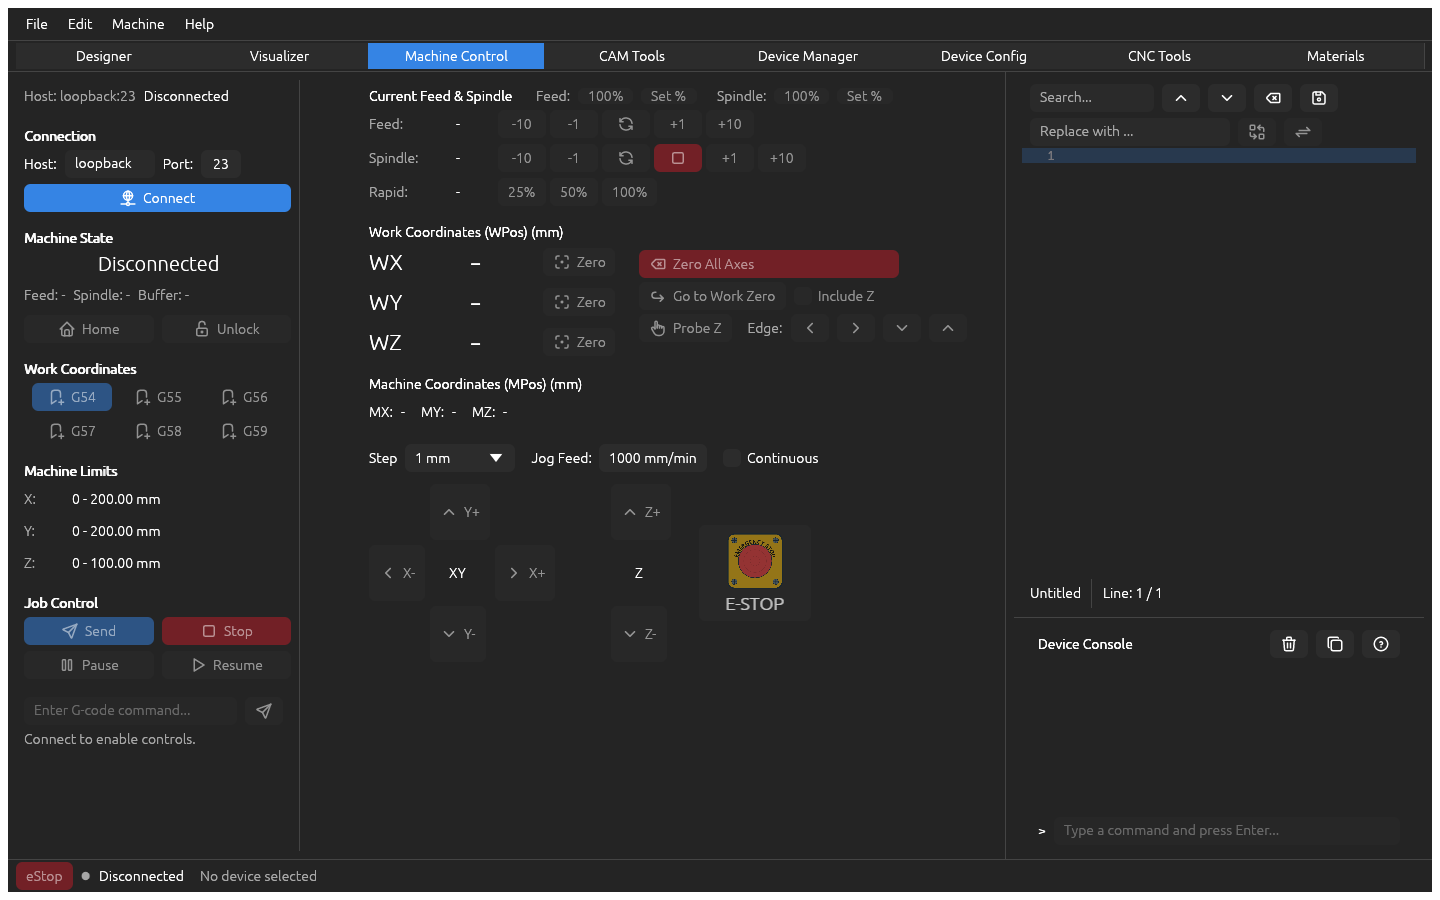 File Edit Machine Help
Designer Visualizer Machine Control CAM Tools Device Manager Device Config CNC Tools Materials
Host: loopback:23 Disconnected
Connection
Host: loopback Port: 23
Connect
Machine State
Disconnected
Feed: - Spindle: - Buffer: -
Home Unlock
Work Coordinates
G54 G55 G56
G57 G58 G59
Machine Limits
X: 0 - 200.00 mm
Y: 0 - 200.00 mm
Z: 0 - 100.00 mm
Job Control
Send Stop
Pause Resume
Enter G-code command...
Connect to enable controls.
Current Feed & Spindle Feed: 100% Set % Spindle: 100% Set %
Feed: - -10 -1 +1 +10
Spindle: - -10 -1 +1 +10
Rapid: - 25% 50% 100%
Work Coordinates (WPos) (mm)
WX – Zero
WY – Zero
WZ – Zero
Zero All Axes
Go to Work Zero Include Z
Probe Z Edge:
Machine Coordinates (MPos) (mm)
MX: - MY: - MZ: -
Step 1 mm Jog Feed: 1000 mm/min Continuous
Y+ Z+
X- XY X+ Z
Y- Z-
EMERGENCY STOP
E-STOP
Search...
Replace with ...
1
Untitled Line: 1 / 1
Device Console
> Type a command and press Enter...
eStop Disconnected No device selected